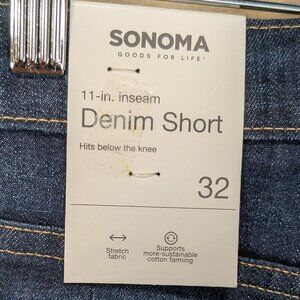 SONOMA
GOODS FOR LIFE®
11-in. inseam
Denim Short
Hits below the knee
32
Stretch
fabric
Supports
more-sustainable
cotton farming